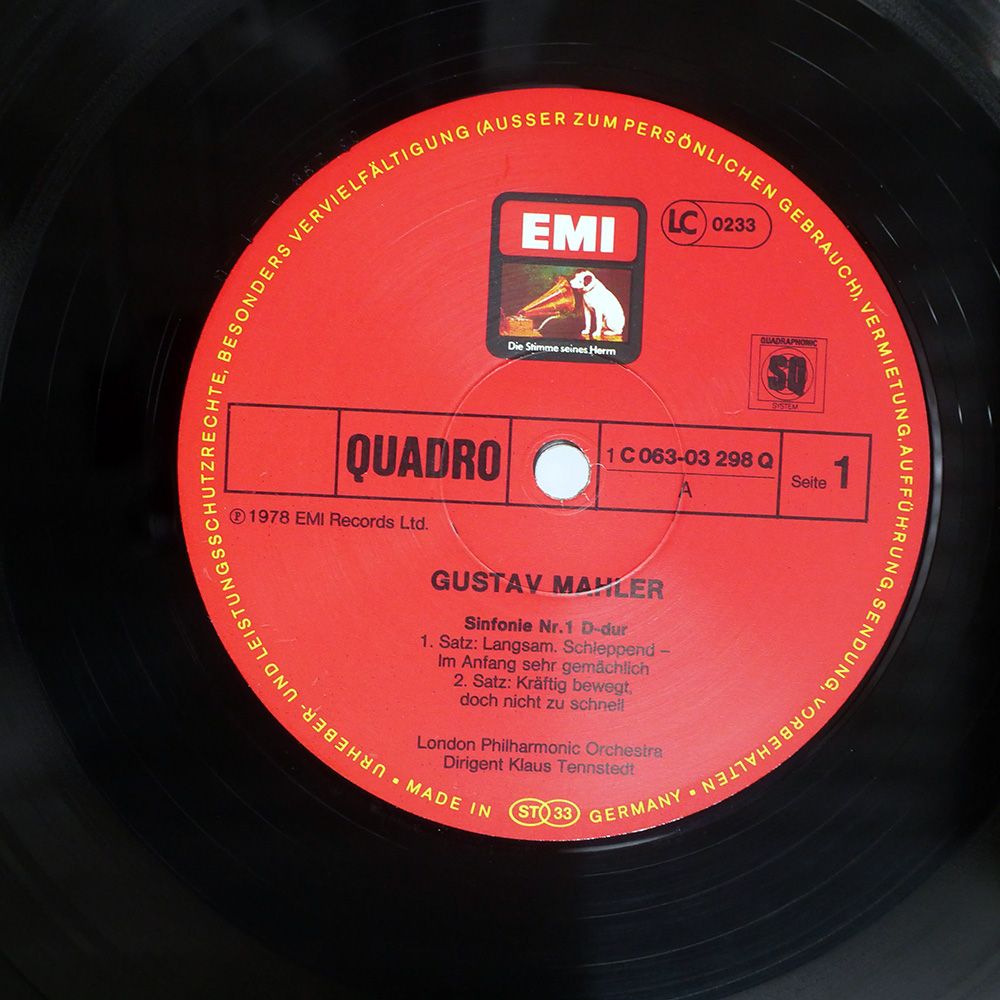 URHEBER- UND LEISTUNGSSCHUTZRECHTE, BESONDERS VERVIELFÄLTIGUNG (AUSSER ZUM PERSÖNLICHEN GEBRAUCH), VERMIETUNG, AUFFÜHRUNG, SENDUNG, VORBEHALTEN •
EMI
LC 0233
Die Stimme seines Herrn
QUADRAPHONIC
SQ
SYSTEM
QUADRO
1 C 063-03 298 Q
A
Seite 1
Ⓟ 1978 EMI Records Ltd.
GUSTAV MAHLER
Sinfonie Nr.1 D-dur
1. Satz: Langsam. Schleppend –
Im Anfang sehr gemächlich
2. Satz: Kräftig bewegt,
doch nicht zu schnell
London Philharmonic Orchestra
Dirigent Klaus Tennstedt
• MADE IN ST 33 GERMANY